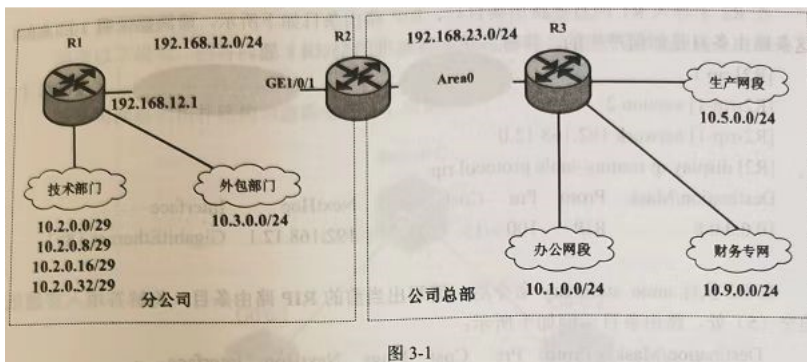 R1
192.168.12.0/24
R2
192.168.23.0/24
R3
GE1/0/1
Area0
192.168.12.1
生产网段
10.5.0.0/24
技术部门
外包部门
10.2.0.0/29
10.2.0.8/29
10.2.0.16/29
10.2.0.32/29
10.3.0.0/24
办公网段
财务专网
10.1.0.0/24
10.9.0.0/24
分公司
公司总部
图 3-1